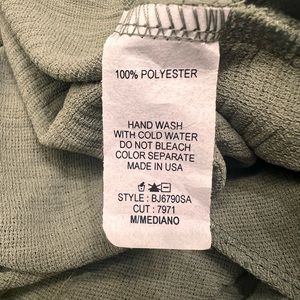 100% POLYESTER
HAND WASH
WITH COLD WATER
DO NOT BLEACH
COLOR SEPARATE
MADE IN USA
STYLE : BJ6790SA
CUT : 7971
M/MEDIANO